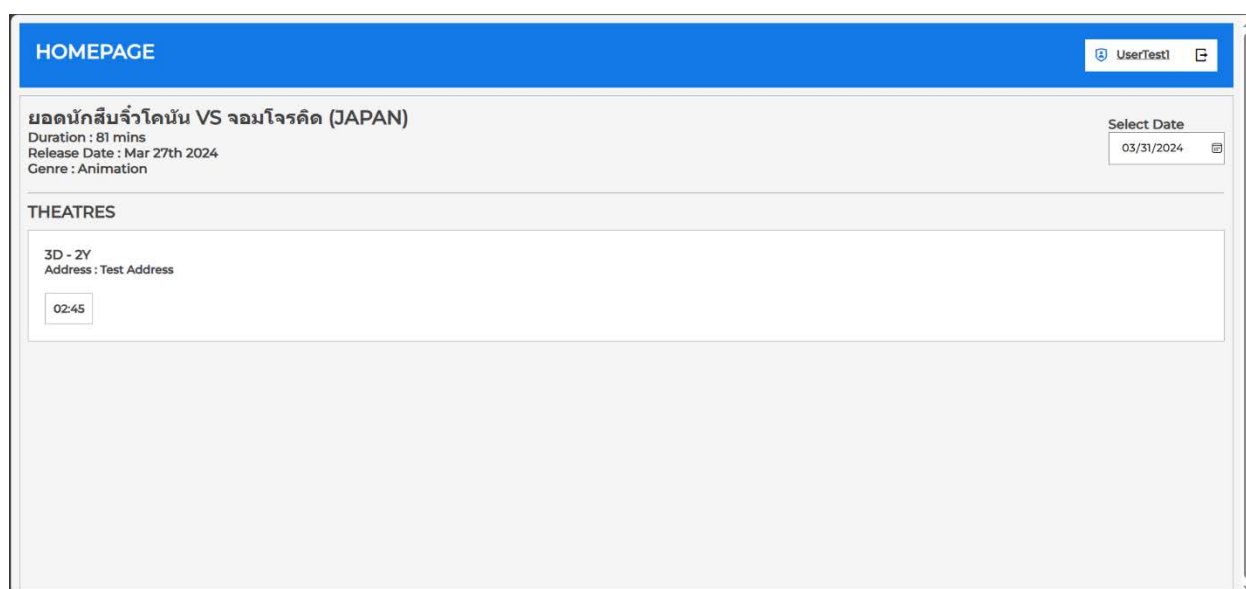 HOMEPAGE
UserTest1
ยอดนักสืบจิ๋วโคนัน VS จอมโจรคิด (JAPAN)
Duration : 81 mins
Release Date : Mar 27th 2024
Genre : Animation
Select Date
03/31/2024
THEATRES
3D - 2Y
Address : Test Address
02:45